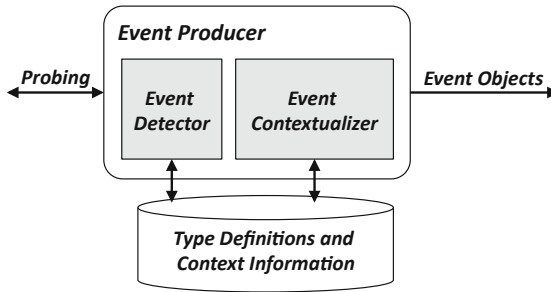 Event Producer
Probing
Event
Detector
Event
Contextualizer
Event Objects
Type Definitions and
Context Information